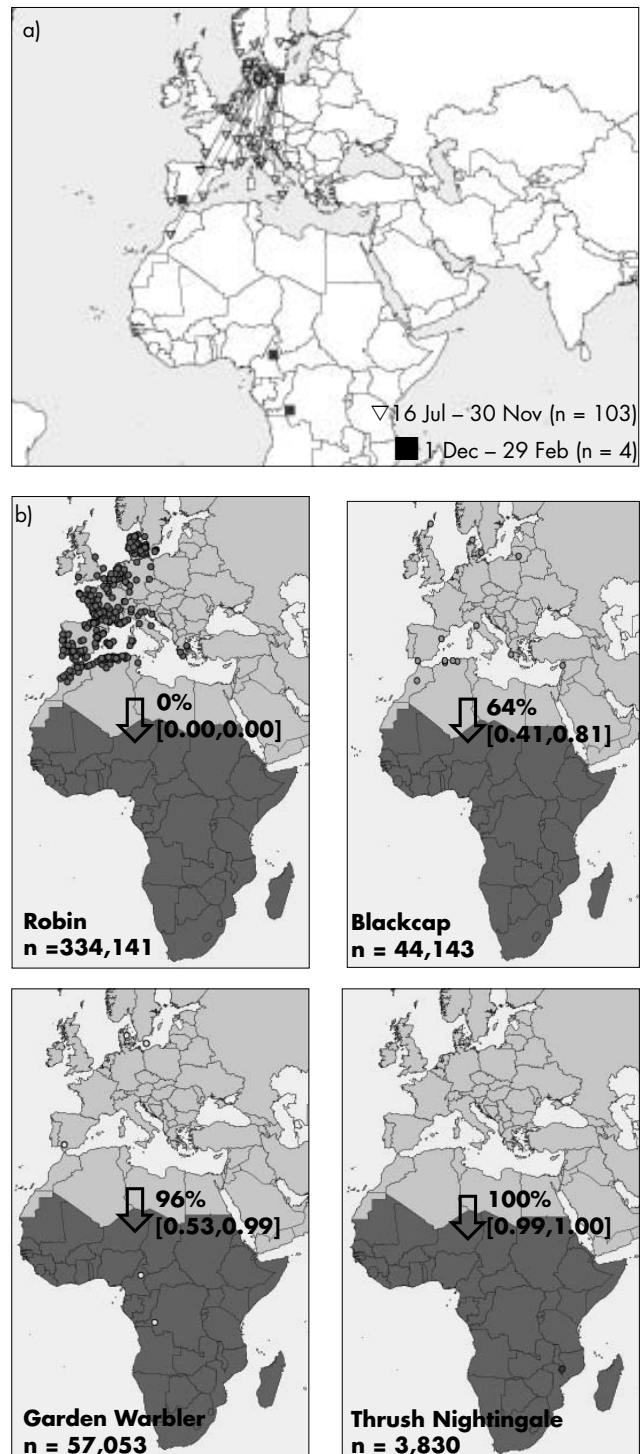 a)
▽16 Jul – 30 Nov (n = 103)
■ 1 Dec – 29 Feb (n = 4)
b)
0%
[0.00,0.00]
Robin
n =334,141
64%
[0.41,0.81]
Blackcap
n = 44,143
96%
[0.53,0.99]
Garden Warbler
n = 57,053
100%
[0.99,1.00]
Thrush Nightingale
n = 3,830